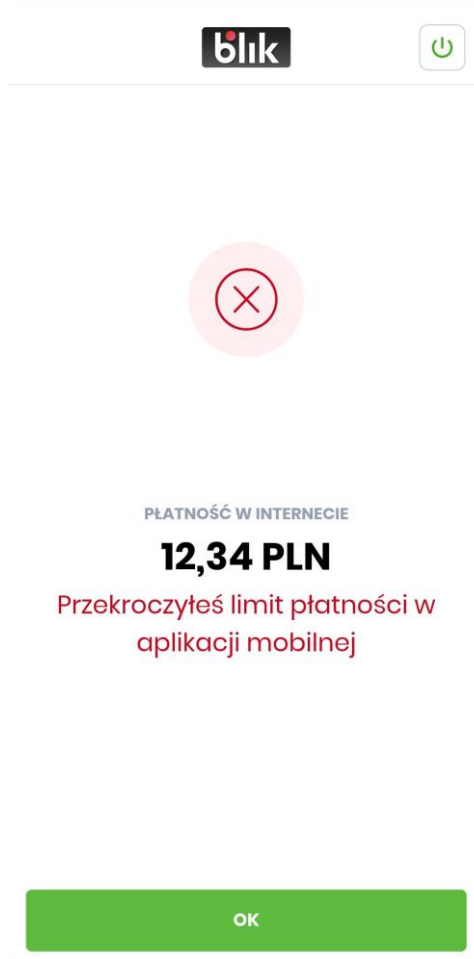 blik
PŁATNOŚĆ W INTERNECIE
12,34 PLN
Przekroczyłeś limit płatności w
aplikacji mobilnej
OK